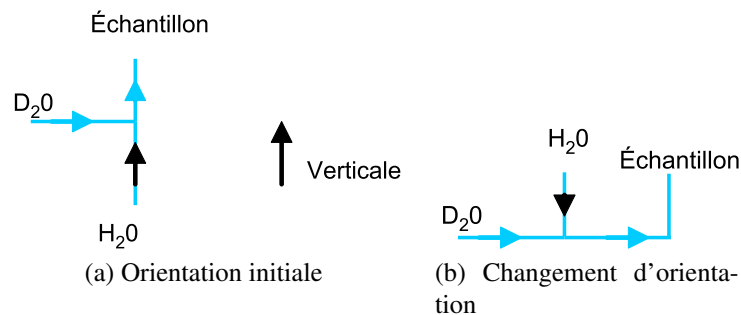 Échantillon
D₂0
Verticale
H₂0
(a) Orientation initiale
H₂0
Échantillon
D₂0
(b) Changement d'orienta-
tion